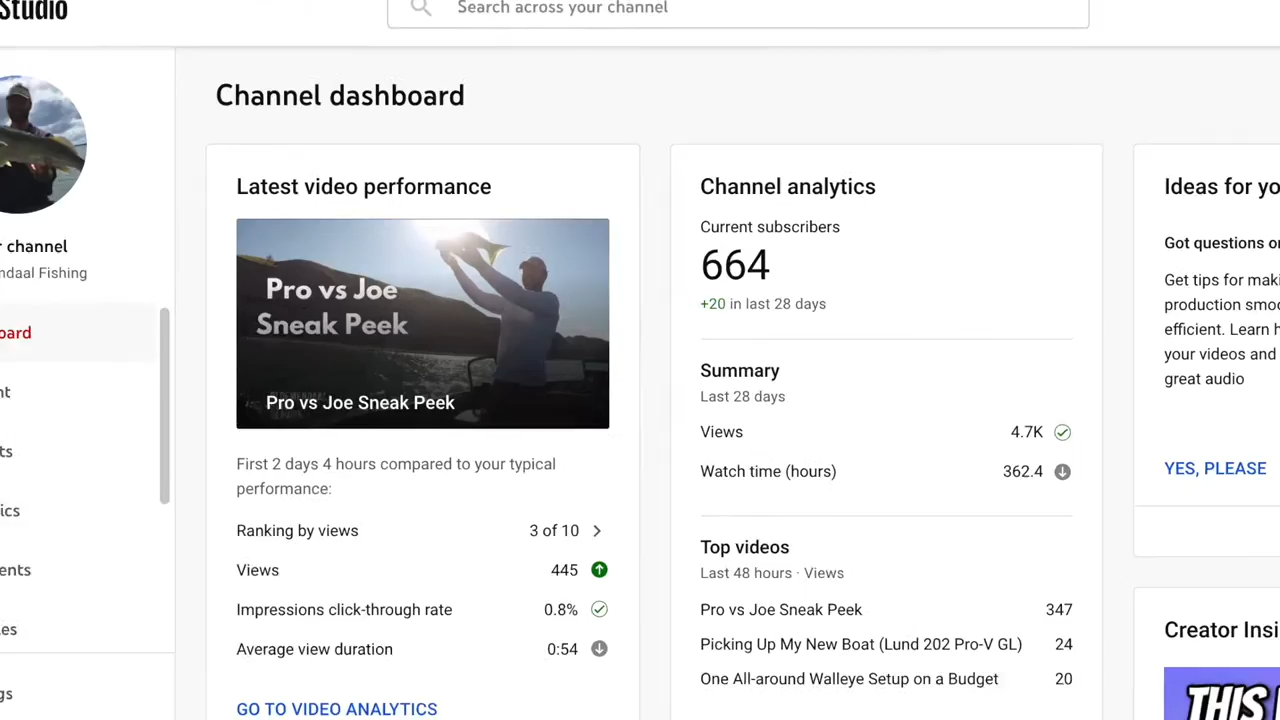 Studio
Search across your channel
r channel
ndaal Fishing
oard
nt
ts
ics
ents
les
gs
Channel dashboard
Latest video performance
Pro vs Joe
Sneak Peek
Pro vs Joe Sneak Peek
First 2 days 4 hours compared to your typical
performance:
Ranking by views 3 of 10
Views 445
Impressions click-through rate 0.8%
Average view duration 0:54
GO TO VIDEO ANALYTICS
Channel analytics
Current subscribers
664
+20 in last 28 days
Summary
Last 28 days
Views 4.7K
Watch time (hours) 362.4
Top videos
Last 48 hours · Views
Pro vs Joe Sneak Peek 347
Picking Up My New Boat (Lund 202 Pro-V GL) 24
One All-around Walleye Setup on a Budget 20
Ideas for yo
Got questions o
Get tips for maki
production smoo
efficient. Learn h
your videos and
great audio
YES, PLEASE
Creator Insi
THIS